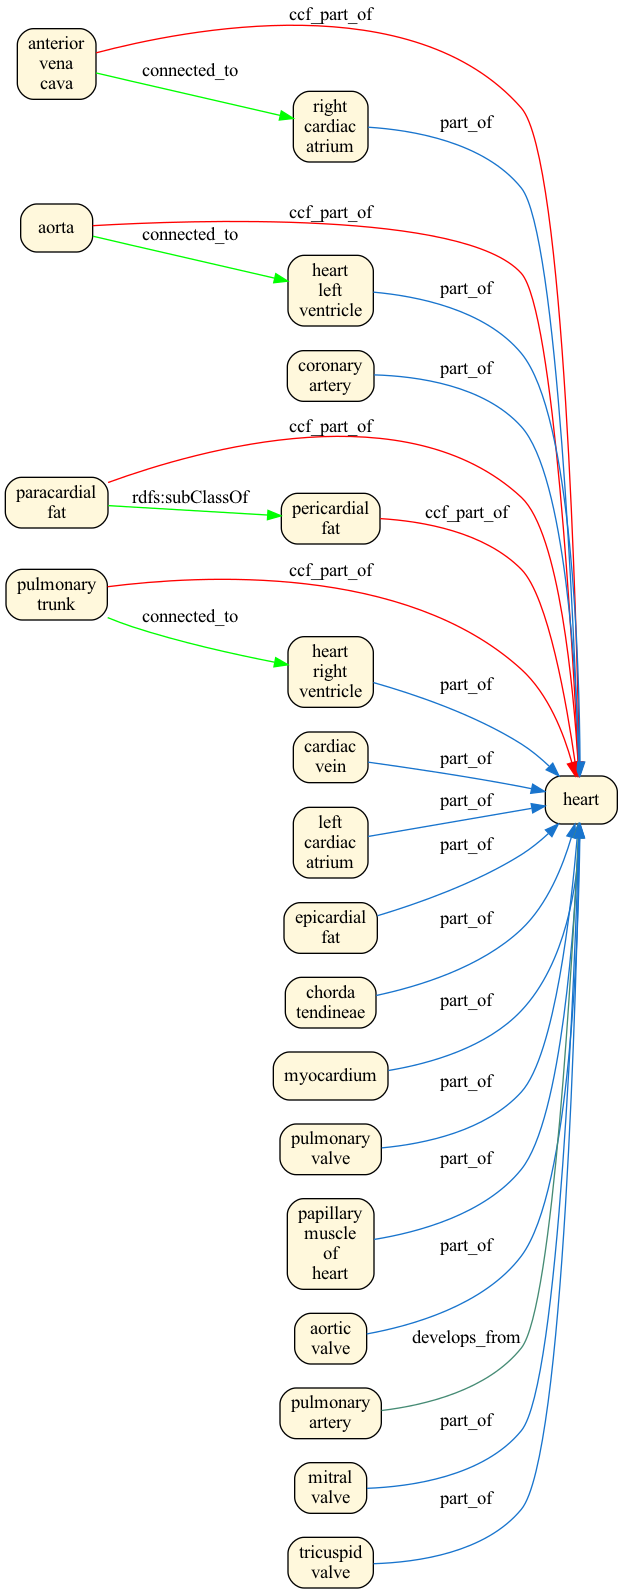 ccf_part_of
anterior
vena
cava
connected_to
right
cardiac
atrium
part_of
ccf_part_of
aorta
connected_to
heart
left
ventricle
part_of
coronary
artery
part_of
ccf_part_of
paracardial
fat
rdfs:subClassOf
pericardial
fat
ccf_part_of
ccf_part_of
pulmonary
trunk
connected_to
heart
right
ventricle
part_of
cardiac
vein
part_of
heart
left
cardiac
atrium
part_of
epicardial
fat
part_of
chorda
tendineae
part_of
myocardium
part_of
pulmonary
valve
part_of
papillary
muscle
of
heart
part_of
aortic
valve
part_of
pulmonary
artery
develops_from
mitral
valve
part_of
tricuspid
valve
part_of